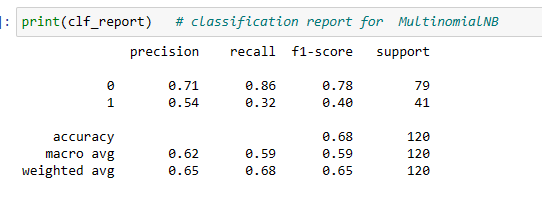 ]: print(clf_report)   # classification report for  MultinomialNB
precision    recall  f1-score   support
0       0.71      0.86      0.78        79
1       0.54      0.32      0.40        41
accuracy                           0.68       120
macro avg       0.62      0.59      0.59       120
weighted avg       0.65      0.68      0.65       120